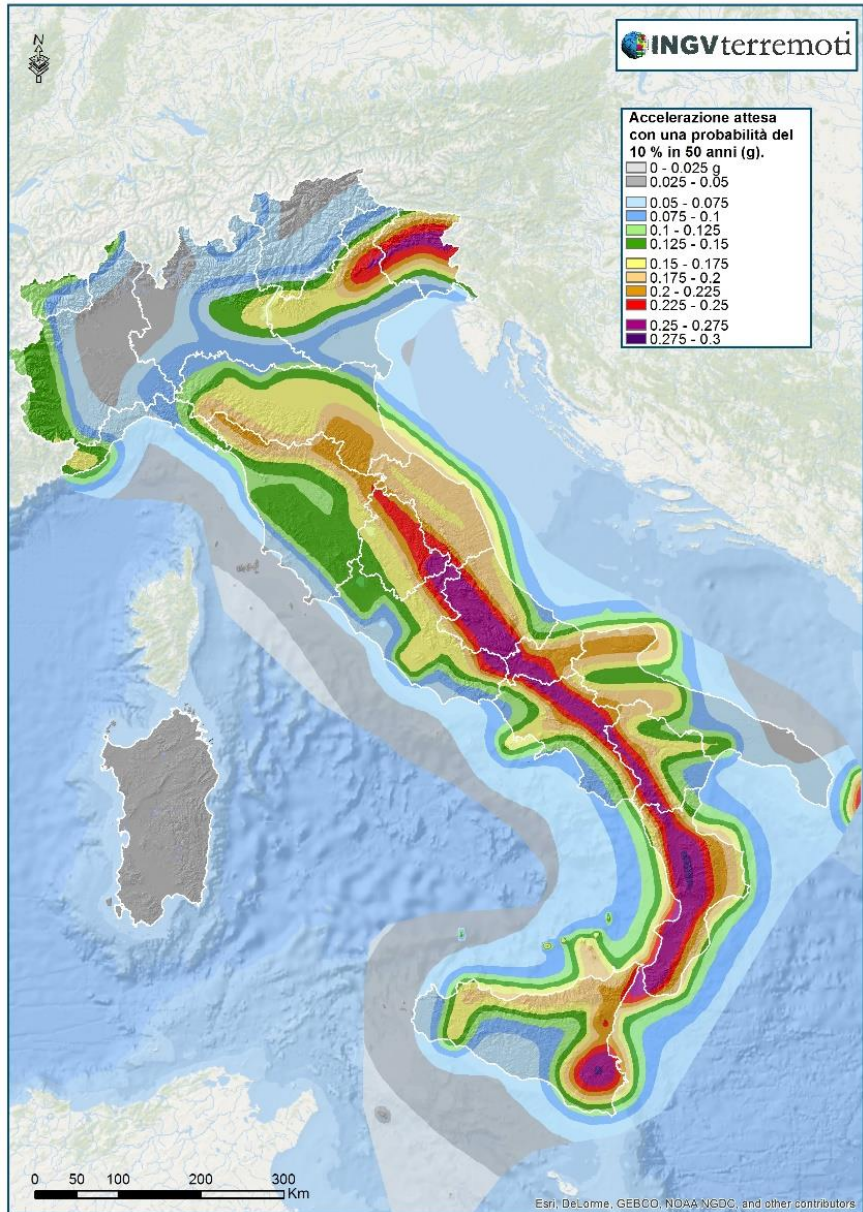 N
INGVterremoti
Accelerazione attesa
con una probabilità del
10 % in 50 anni (g).
0 - 0.025 g
0.025 - 0.05
0.05 - 0.075
0.075 - 0.1
0.1 - 0.125
0.125 - 0.15
0.15 - 0.175
0.175 - 0.2
0.2 - 0.225
0.225 - 0.25
0.25 - 0.275
0.275 - 0.3
0 50 100 200 300
Km
Esri, DeLorme, GEBCO, NOAA NGDC, and other contributors